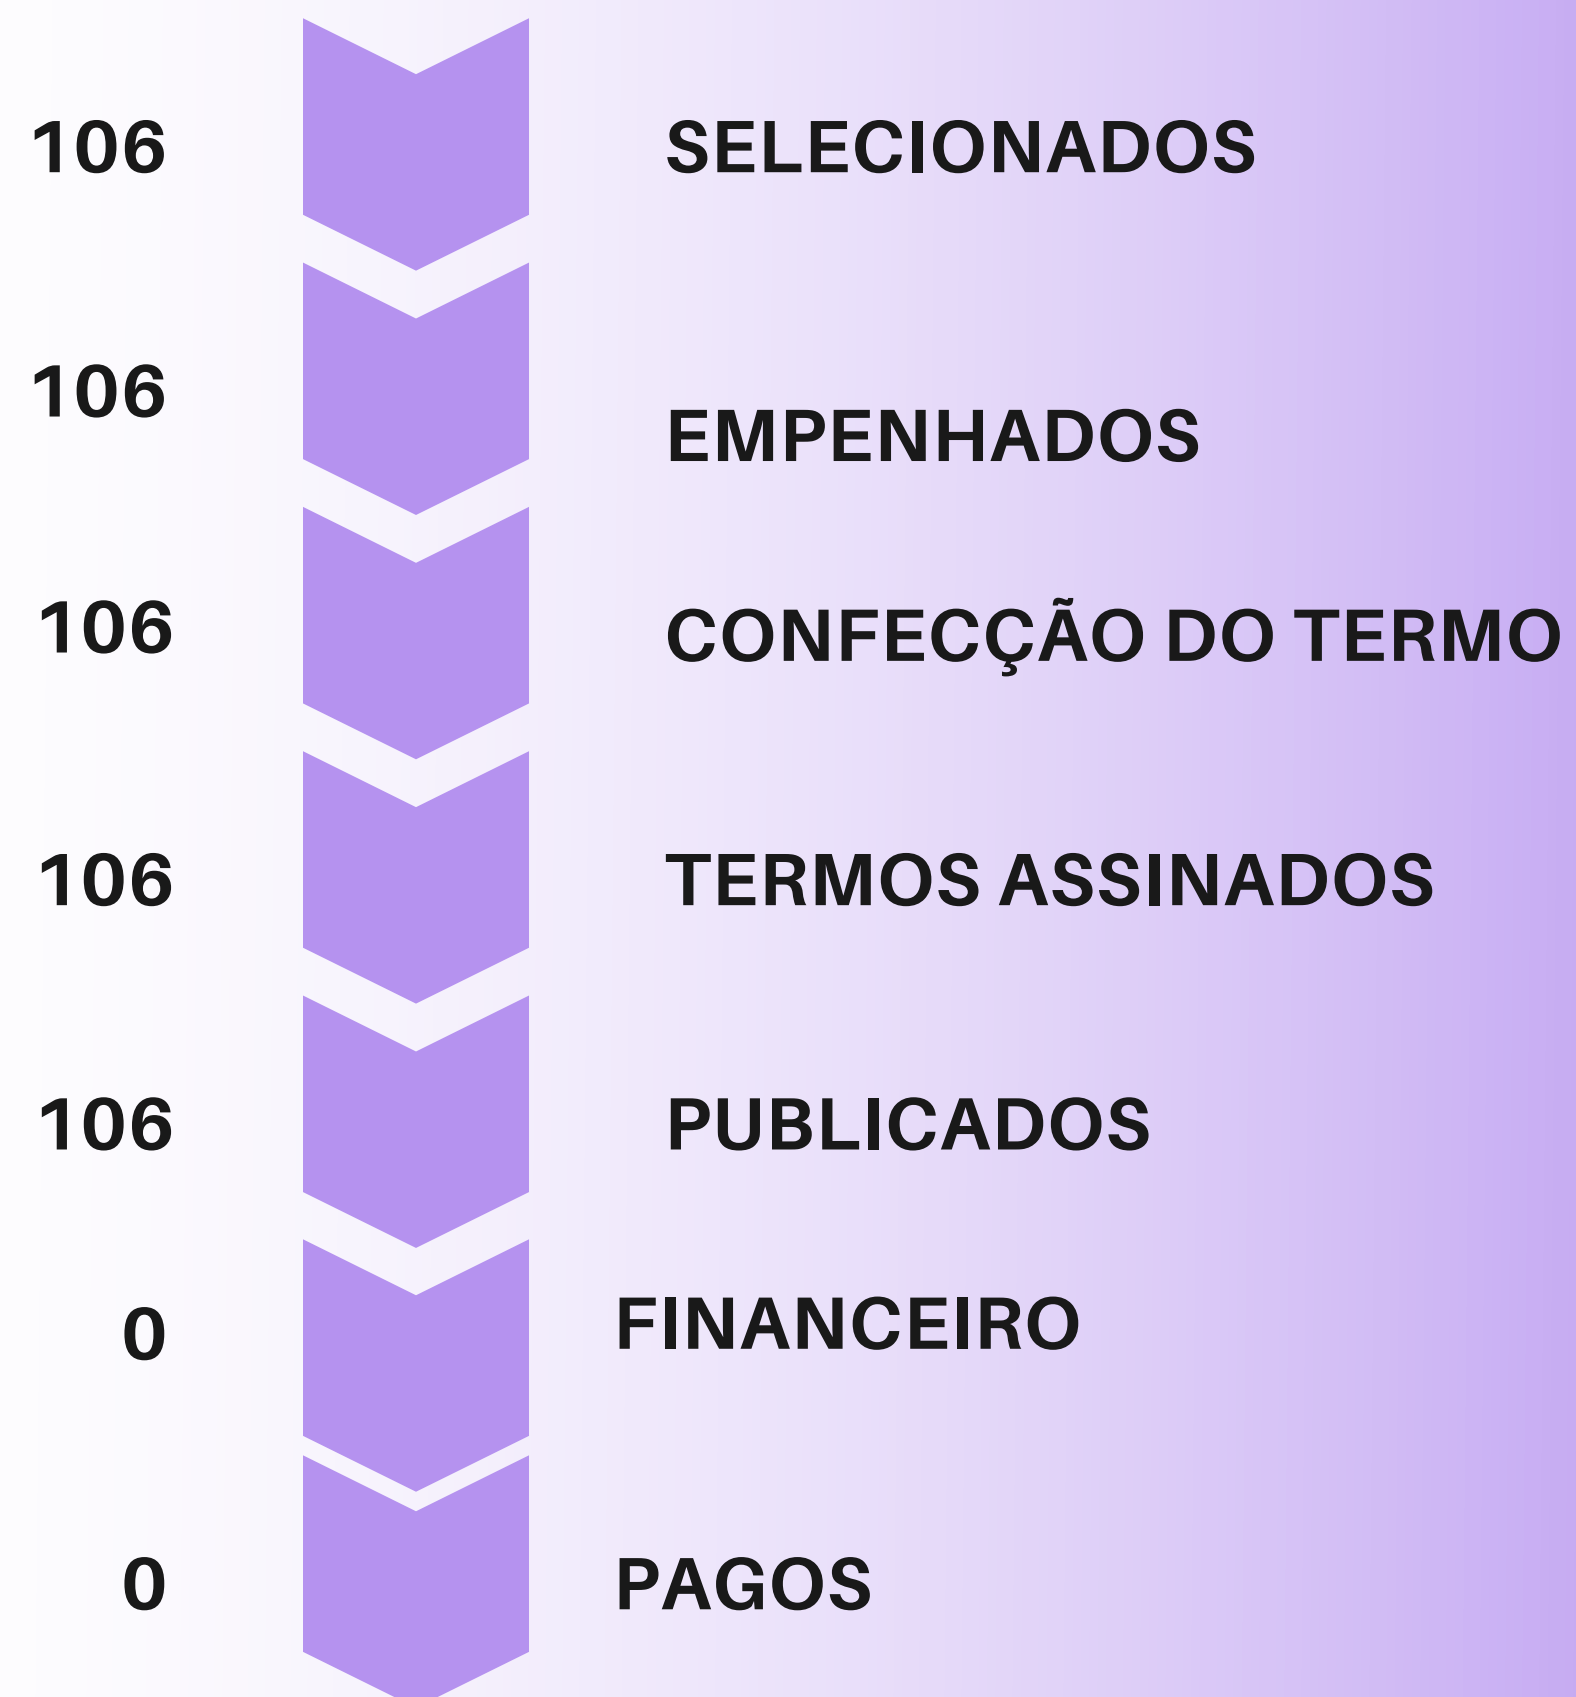 106
SELECIONADOS
106
EMPENHADOS
106
CONFECÇÃO DO TERMO
106
TERMOS ASSINADOS
106
PUBLICADOS
0
FINANCEIRO
0
PAGOS